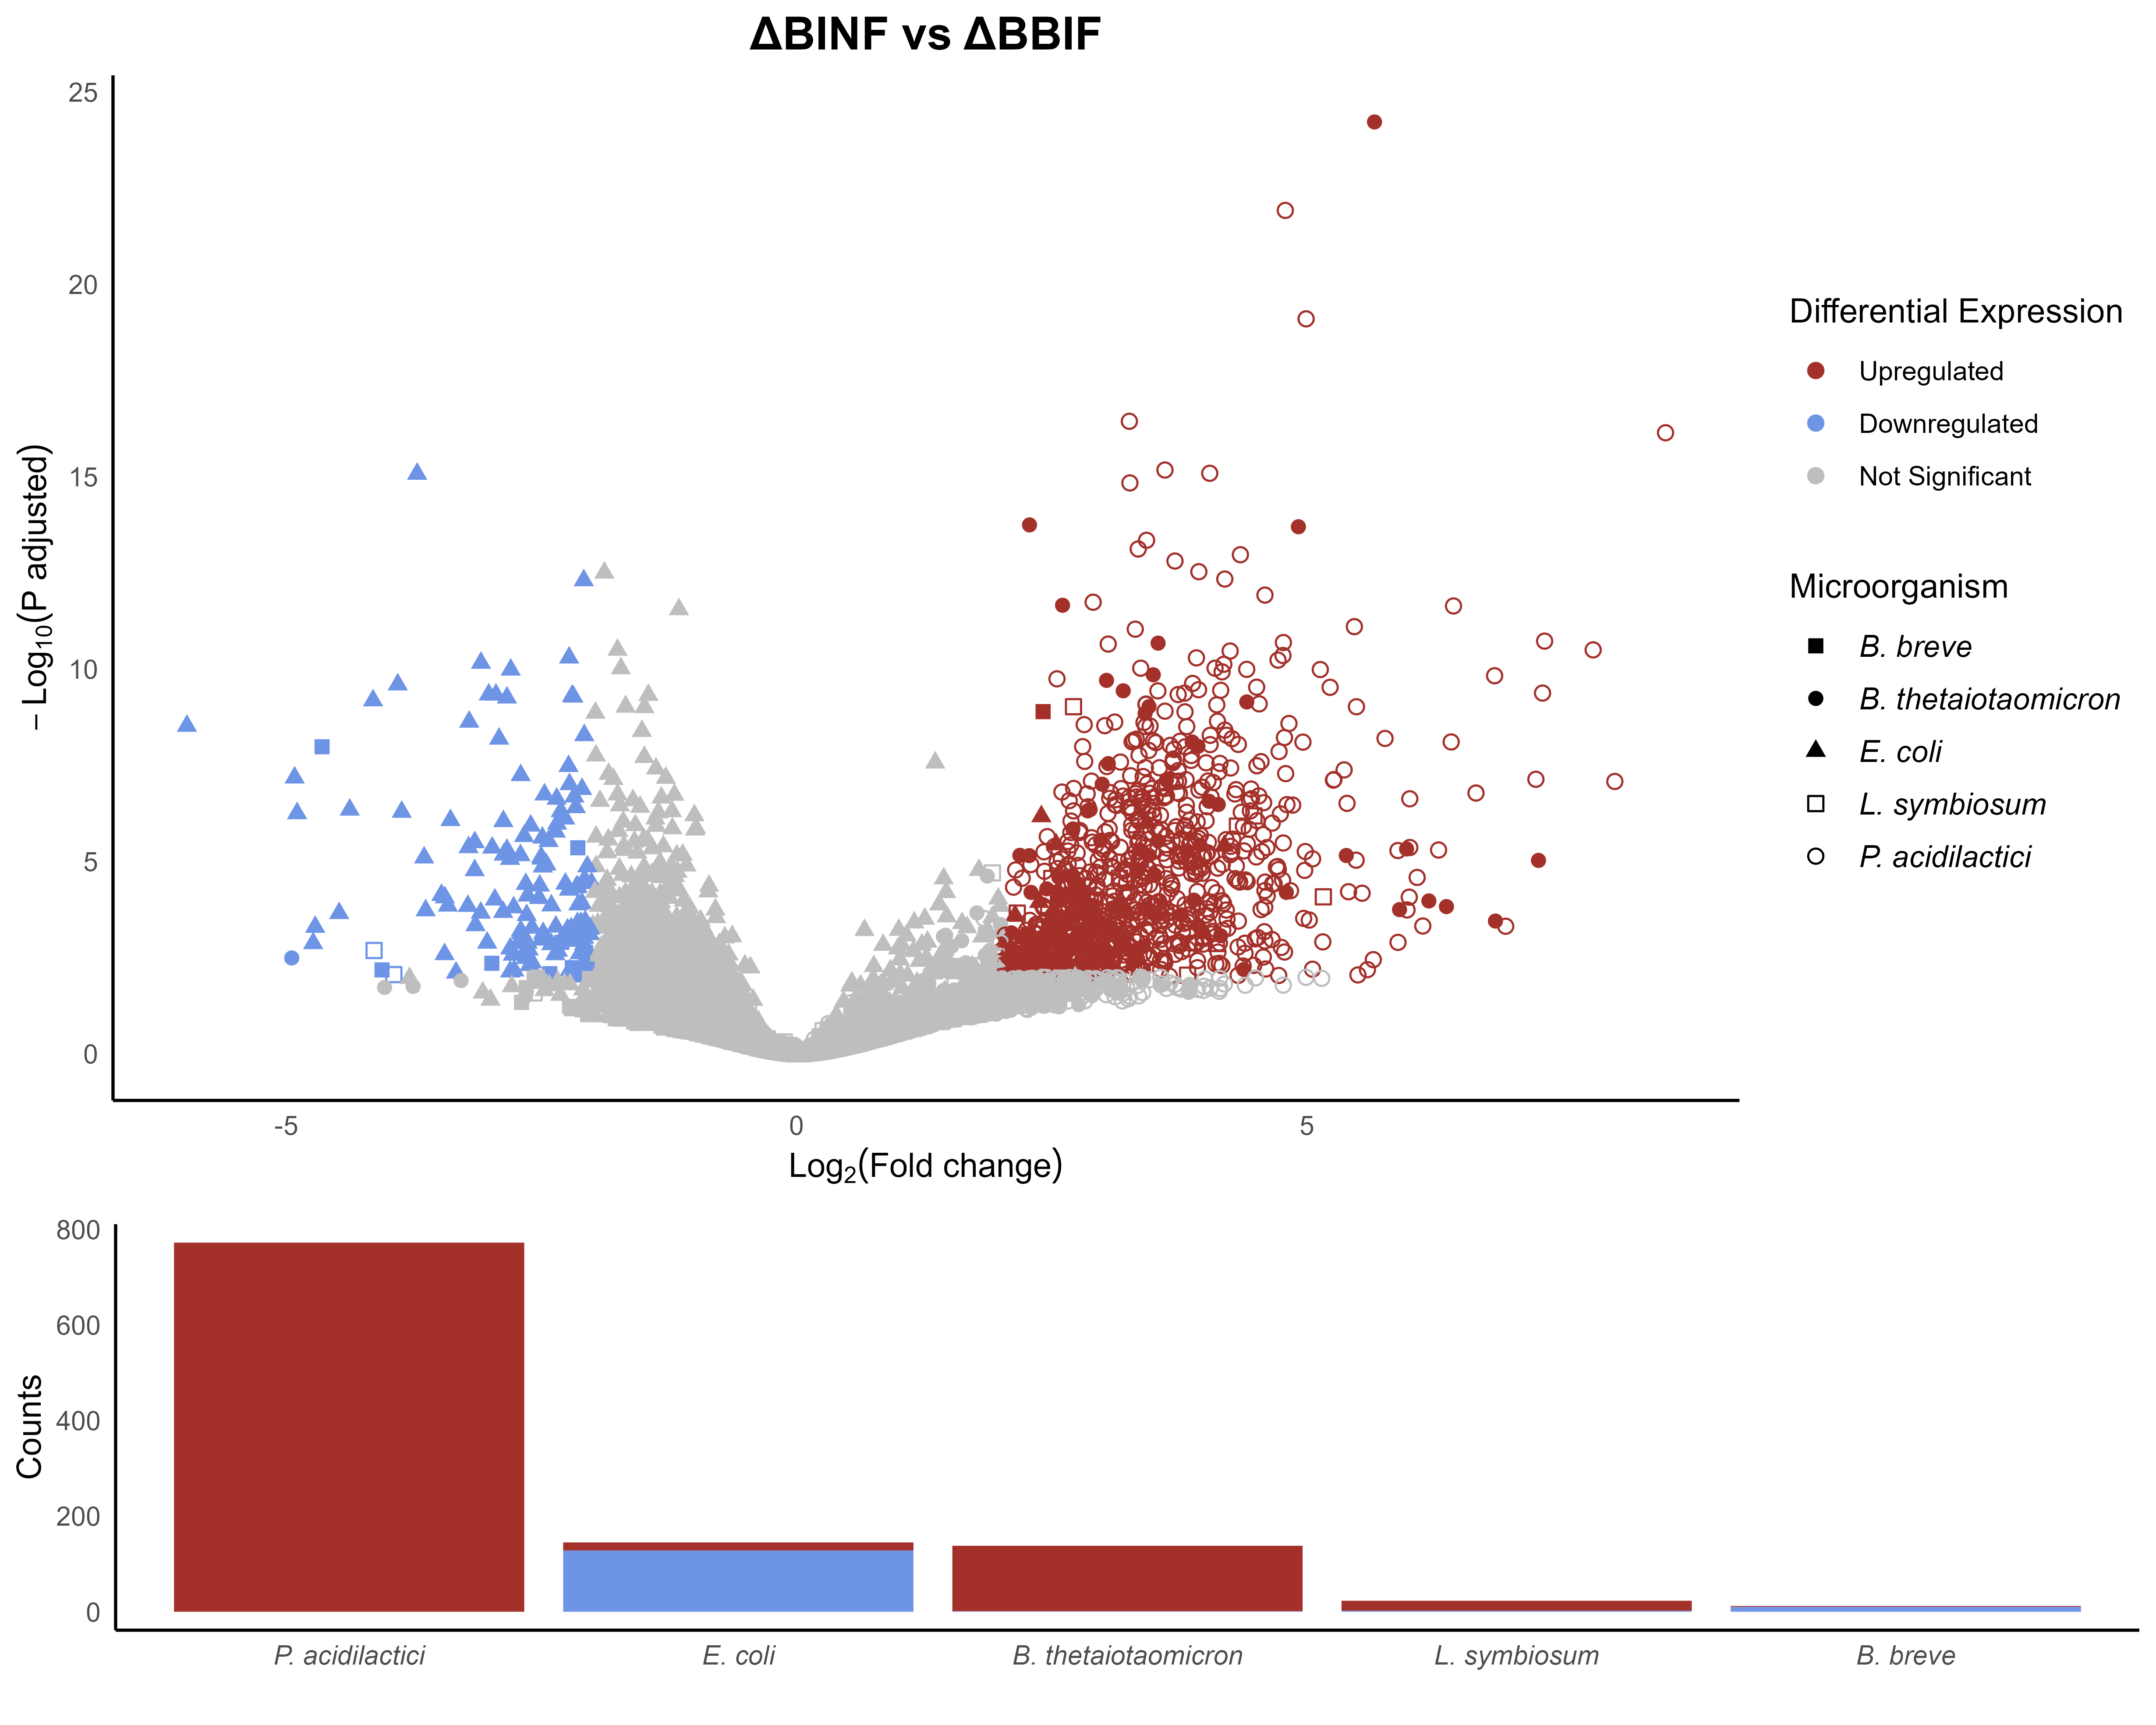 ΔBINF vs ΔBBIF
25
20
15
10
5
0
– Log10(P adjusted)
-5 0 5
Log2(Fold change)
Differential Expression
Upregulated
Downregulated
Not Significant
Microorganism
B. breve
B. thetaiotaomicron
E. coli
L. symbiosum
P. acidilactici
800
600
400
200
0
Counts
P. acidilactici E. coli B. thetaiotaomicron L. symbiosum B. breve